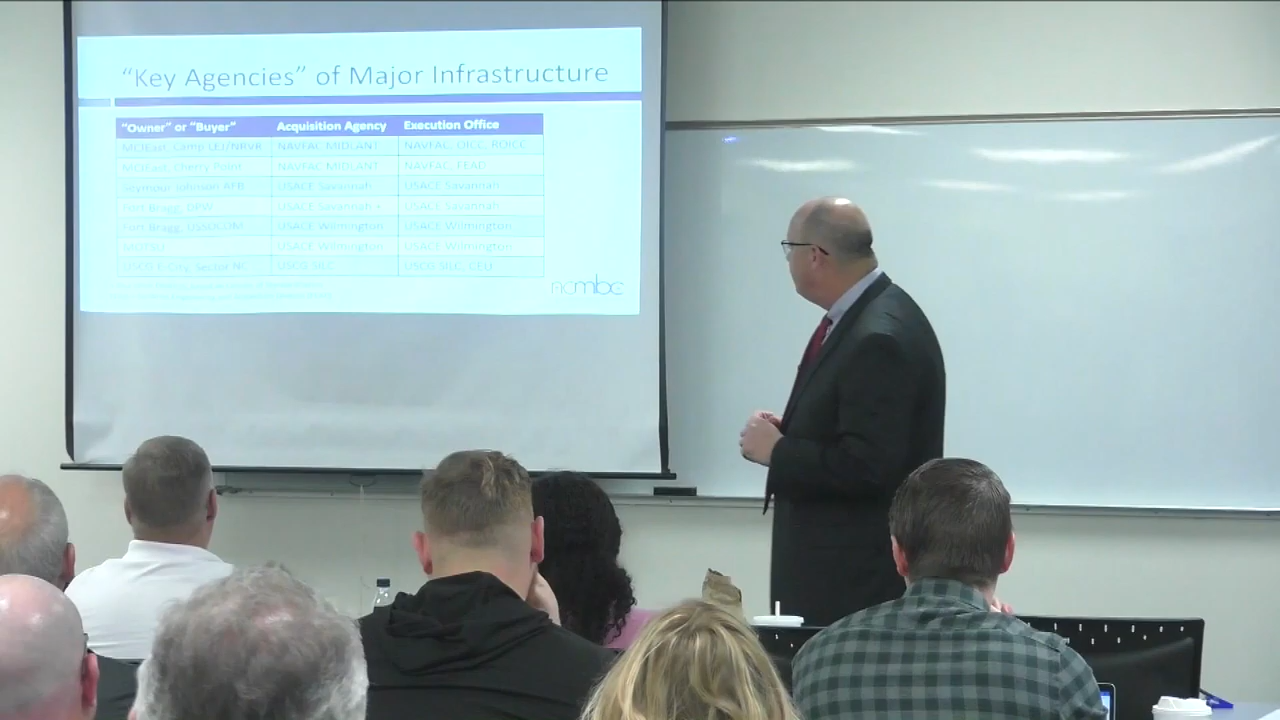 “Key Agencies” of Major Infrastructure
“Owner” or “Buyer” Acquisition Agency Execution Office
MCIEast, Camp LEJ/NRVR NAVFAC MIDLANT NAVFAC, OICC, ROICC
MCIEast, Cherry Point NAVFAC MIDLANT NAVFAC, FEAD
Seymour Johnson AFB USACE Savannah USACE Savannah
Fort Bragg, DPW USACE Savannah + USACE Savannah
Fort Bragg, USSOCOM USACE Wilmington USACE Wilmington
USACE Wilmington USACE Wilmington
USCG E-City, Sector NC USCG SILC USCG SILC, CEU
ncmbc